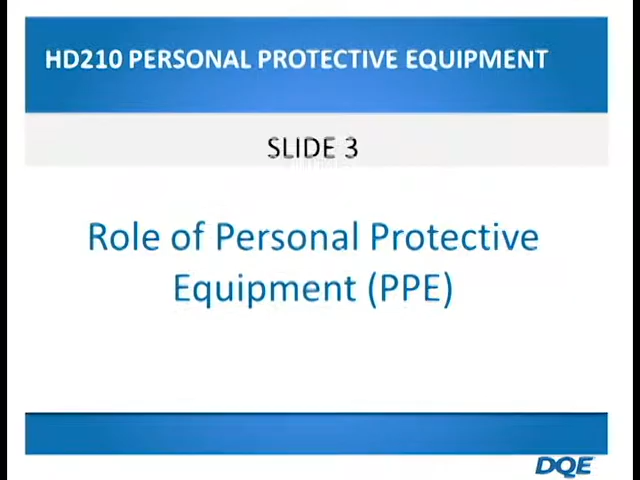 HD210 PERSONAL PROTECTIVE EQUIPMENT
SLIDE 3
Role of Personal Protective
Equipment (PPE)
DQE